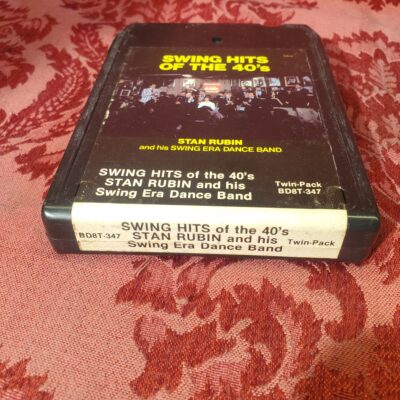 SWING HITS
OF THE 40's
STAN RUBIN
and his SWING ERA DANCE BAND
SWING HITS of the 40's
STAN RUBIN and his
Swing Era Dance Band
Twin-Pack
BD8T-347
SWING HITS of the 40's
BD8T-347 STAN RUBIN and his Twin-Pack
Swing Era Dance Band